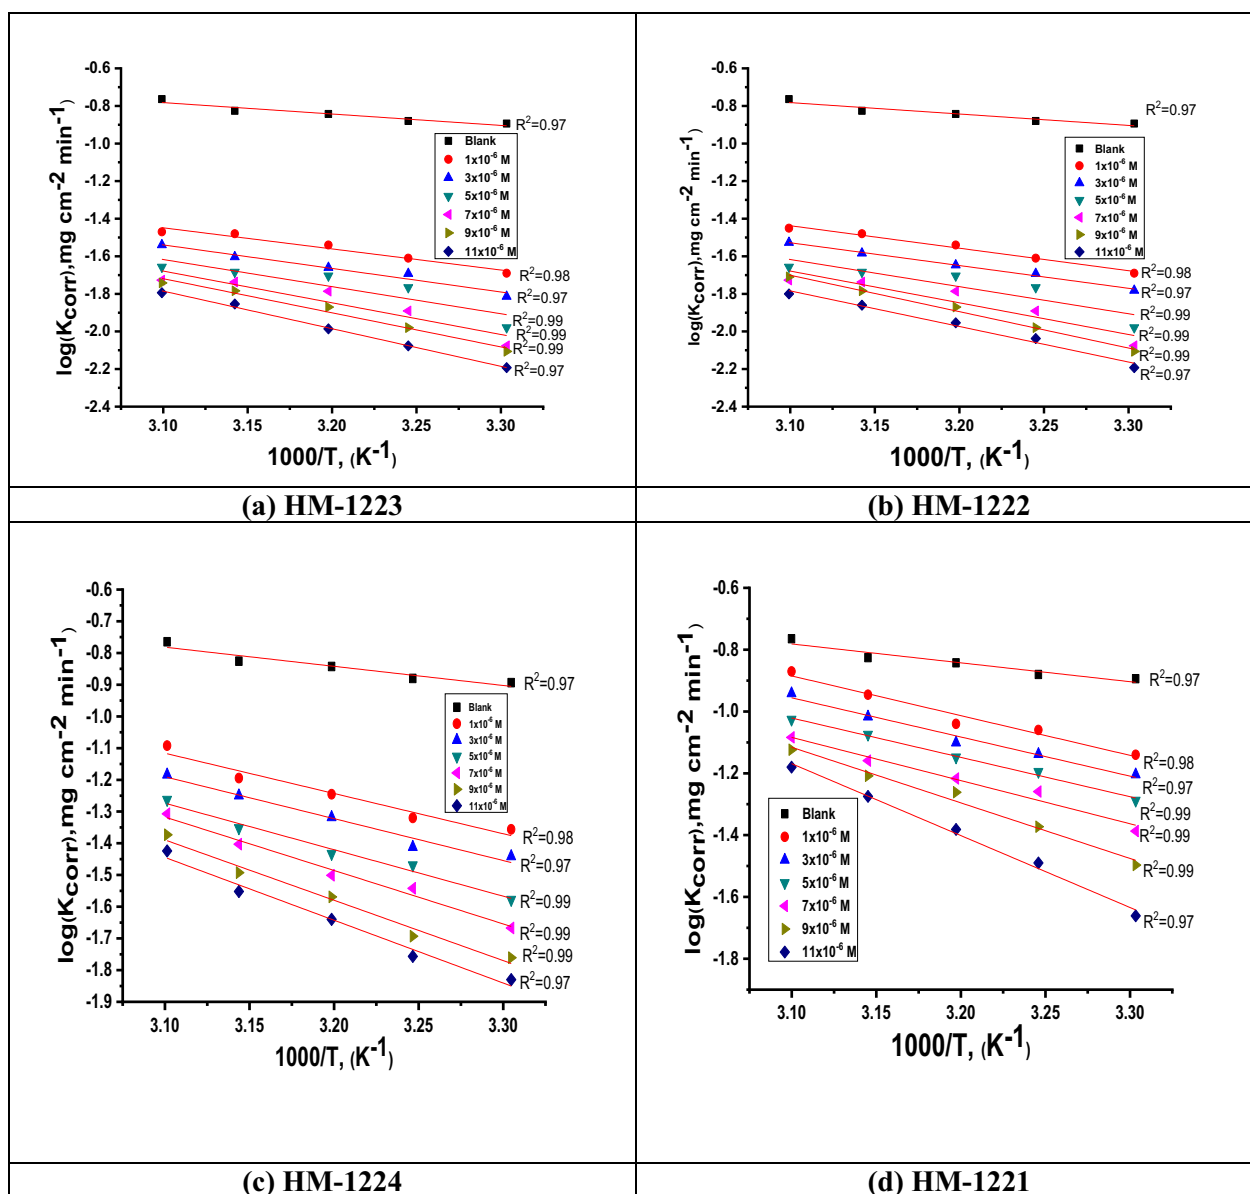 -0.6
-0.8
-1.0
-1.2
-1.4
-1.6
-1.8
-2.0
-2.2
-2.4
log(Kcorr),mg cm-2 min-1)
Blank
1x10-6 M
3x10-6 M
5x10-6 M
7x10-6 M
9x10-6 M
11x10-6 M
R2=0.97
R2=0.98
R2=0.97
R2=0.99
R2=0.99
R2=0.99
R2=0.97
3.10 3.15 3.20 3.25 3.30
1000/T, (K-1)
(a) HM-1223
-0.6
-0.8
-1.0
-1.2
-1.4
-1.6
-1.8
-2.0
-2.2
-2.4
log(Kcorr),mg cm-2 min-1)
Blank
1x10-6 M
3x10-6 M
5x10-6 M
7x10-6 M
9x10-6 M
11x10-6 M
R2=0.97
R2=0.98
R2=0.97
R2=0.99
R2=0.99
R2=0.99
R2=0.97
3.10 3.15 3.20 3.25 3.30
1000/T, (K-1)
(b) HM-1222
-0.6
-0.7
-0.8
-0.9
-1.0
-1.1
-1.2
-1.3
-1.4
-1.5
-1.6
-1.7
-1.8
-1.9
log(Kcorr),mg cm-2 min-1)
Blank
1x10-6 M
3x10-6 M
5x10-6 M
7x10-6 M
9x10-6 M
11x10-6 M
R2=0.97
R2=0.98
R2=0.97
R2=0.99
R2=0.99
R2=0.99
R2=0.97
3.10 3.15 3.20 3.25 3.30
1000/T, (K-1)
(c) HM-1224
-0.6
-0.8
-1.0
-1.2
-1.4
-1.6
-1.8
log(Kcorr),mg cm-2 min-1)
Blank
1x10-6 M
3x10-6 M
5x10-6 M
7x10-6 M
9x10-6 M
11x10-6 M
R2=0.97
R2=0.98
R2=0.97
R2=0.99
R2=0.99
R2=0.99
R2=0.97
3.10 3.15 3.20 3.25 3.30
1000/T, (K-1)
(d) HM-1221